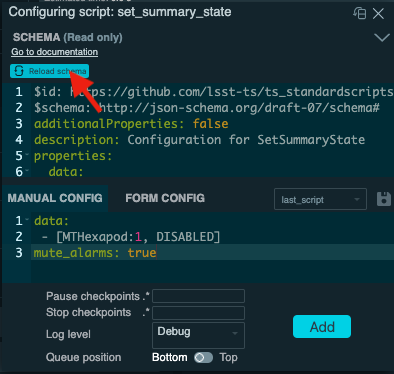 Configuring script: set_summary_state
SCHEMA (Read only)
Go to documentation
Reload schema
1 $id: https://github.com/lsst-ts/ts_standardscripts
2 $schema: http://json-schema.org/draft-07/schema#
3 additionalProperties: false
4 description: Configuration for SetSummaryState
5 properties:
6 data:
MANUAL CONFIG FORM CONFIG last_script
1 data:
2 - [MTHexapod:1, DISABLED]
3 mute_alarms: true
Pause checkpoints .*
Stop checkpoints .*
Log level Debug
Add
Queue position Bottom Top